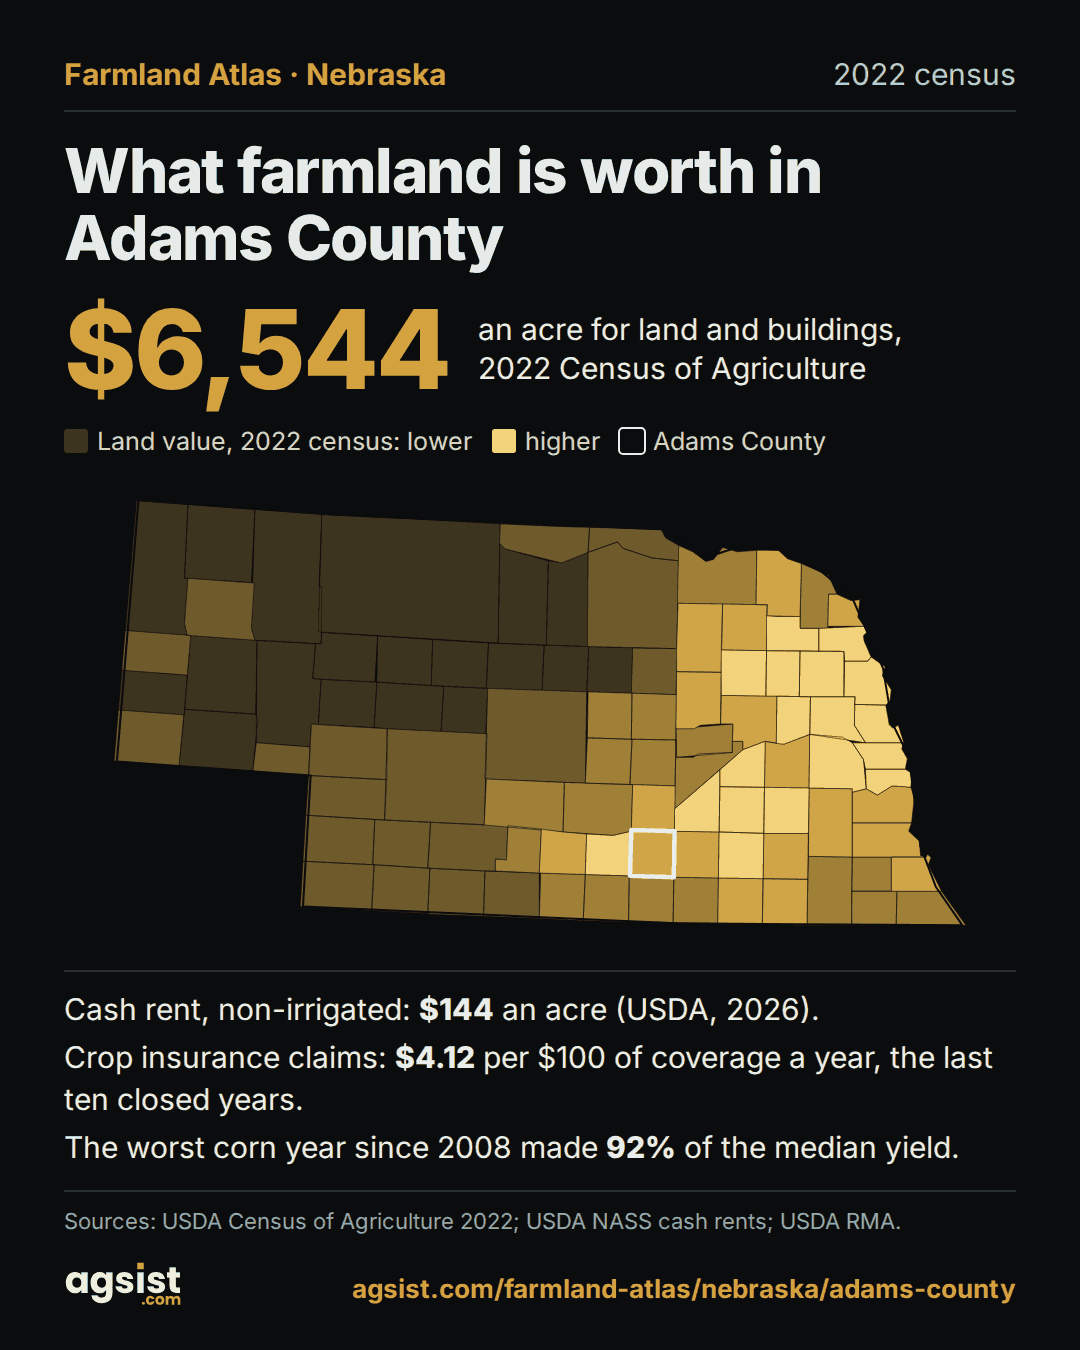 Farmland Atlas · Nebraska
2022 census
What farmland is worth in
Adams County
$6,544
an acre for land and buildings,
2022 Census of Agriculture
Land value, 2022 census: lower
higher
Adams County
Cash rent, non-irrigated: $144 an acre (USDA, 2026).
Crop insurance claims: $4.12 per $100 of coverage a year, the last
ten closed years.
The worst corn year since 2008 made 92% of the median yield.
Sources: USDA Census of Agriculture 2022; USDA NASS cash rents; USDA RMA.
agsist
.com
agsist.com/farmland-atlas/nebraska/adams-county